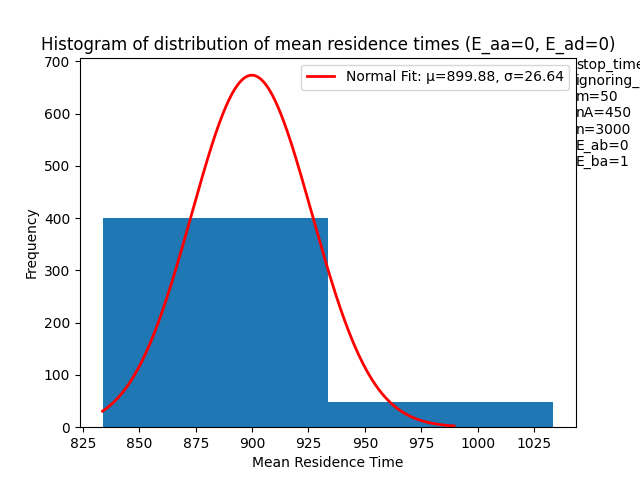 Histogram of distribution of mean residence times (E_aa=0, E_ad=0)
Normal Fit: μ=899.88, σ=26.64
stop_time
ignoring_
m=50
nA=450
n=3000
E_ab=0
E_ba=1
Frequency
700
600
500
400
300
200
100
0
825
850
875
900
925
950
975
1000
1025
Mean Residence Time